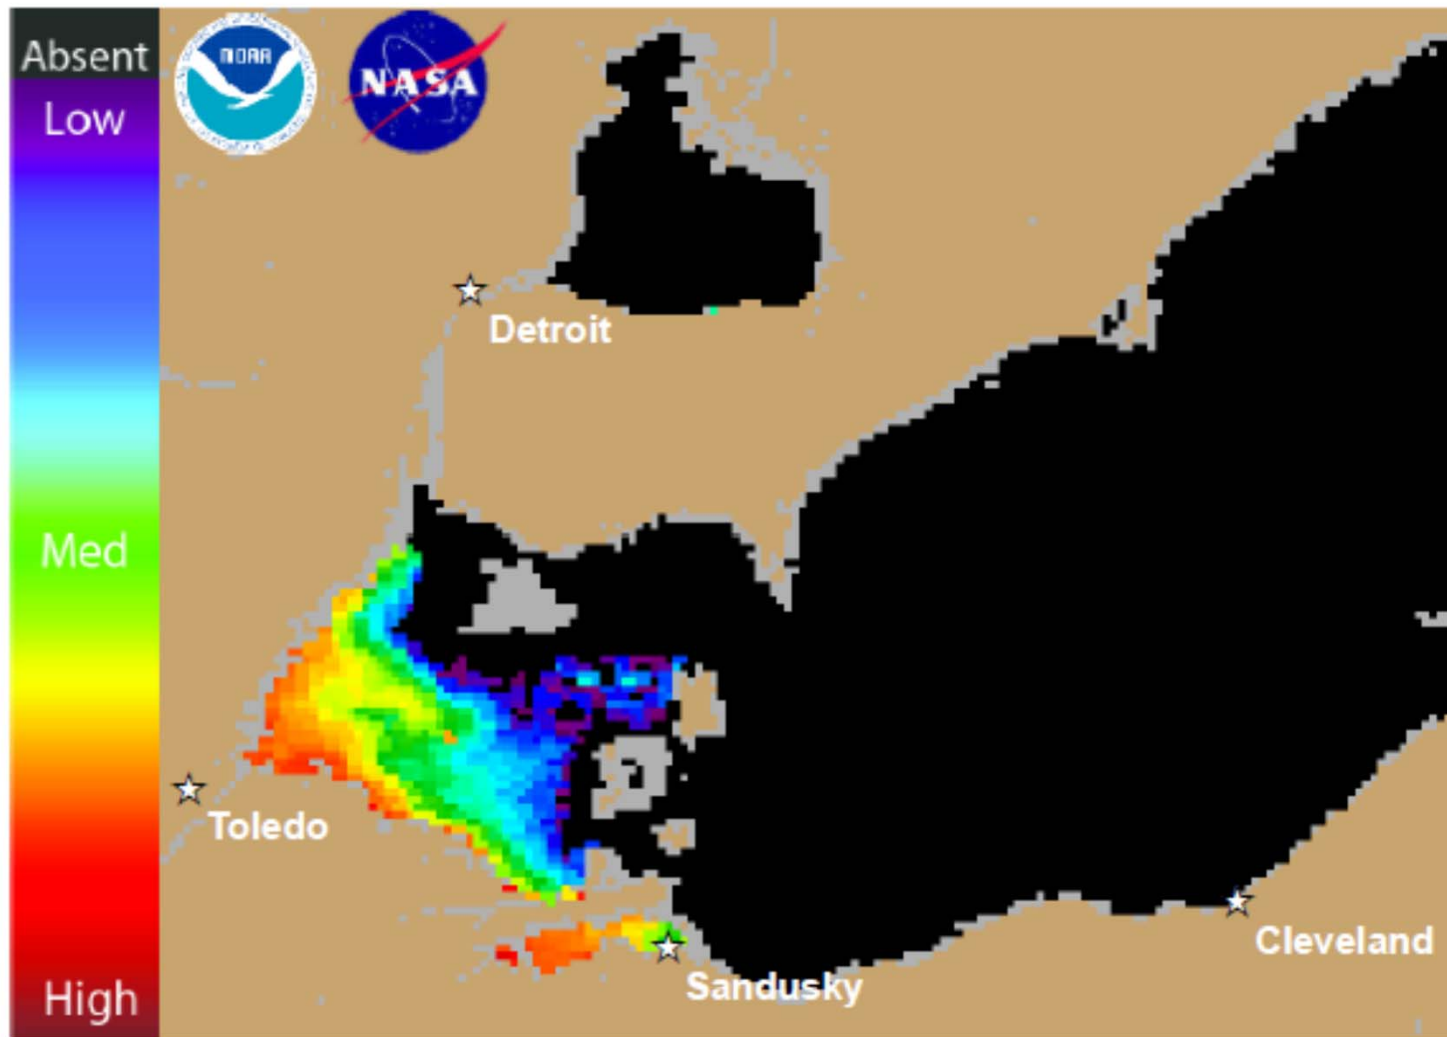 Absent
Low
Med
High
NOAA
NASA
Detroit
Toledo
Sandusky
Cleveland